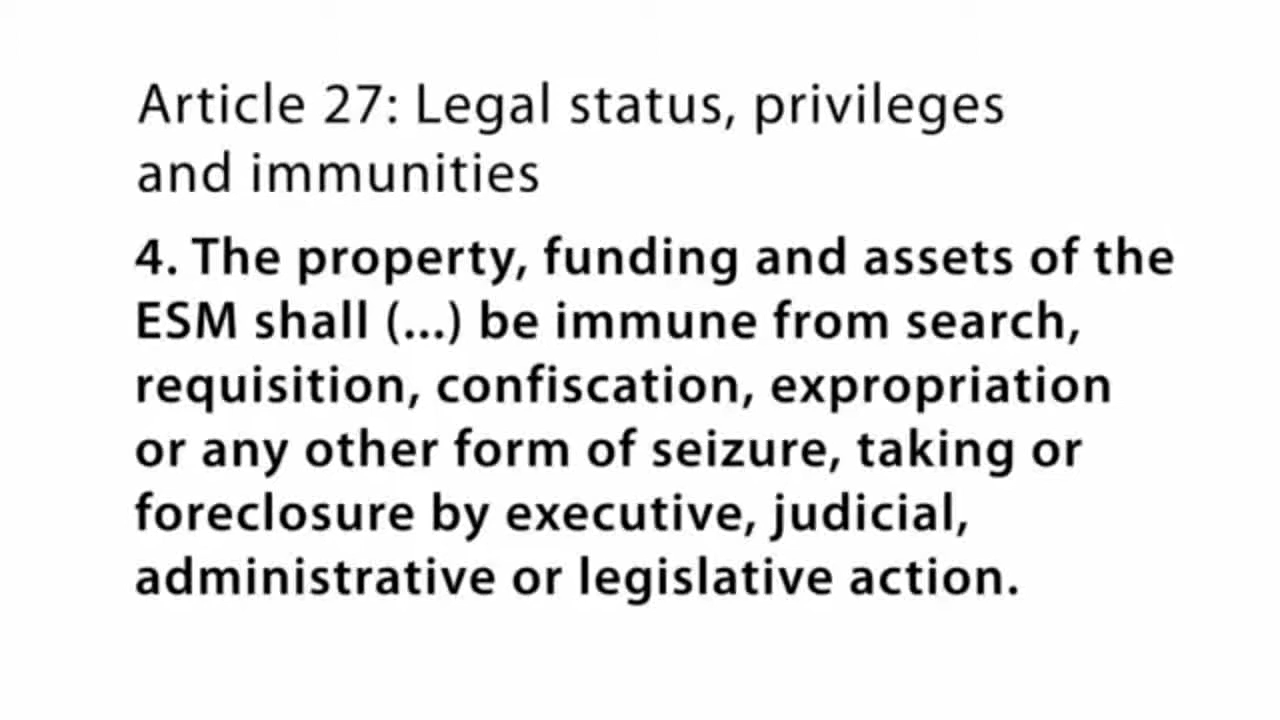 Article 27: Legal status, privileges
and immunities
4. The property, funding and assets of the
ESM shall (...) be immune from search,
requisition, confiscation, expropriation
or any other form of seizure, taking or
foreclosure by executive, judicial,
administrative or legislative action.